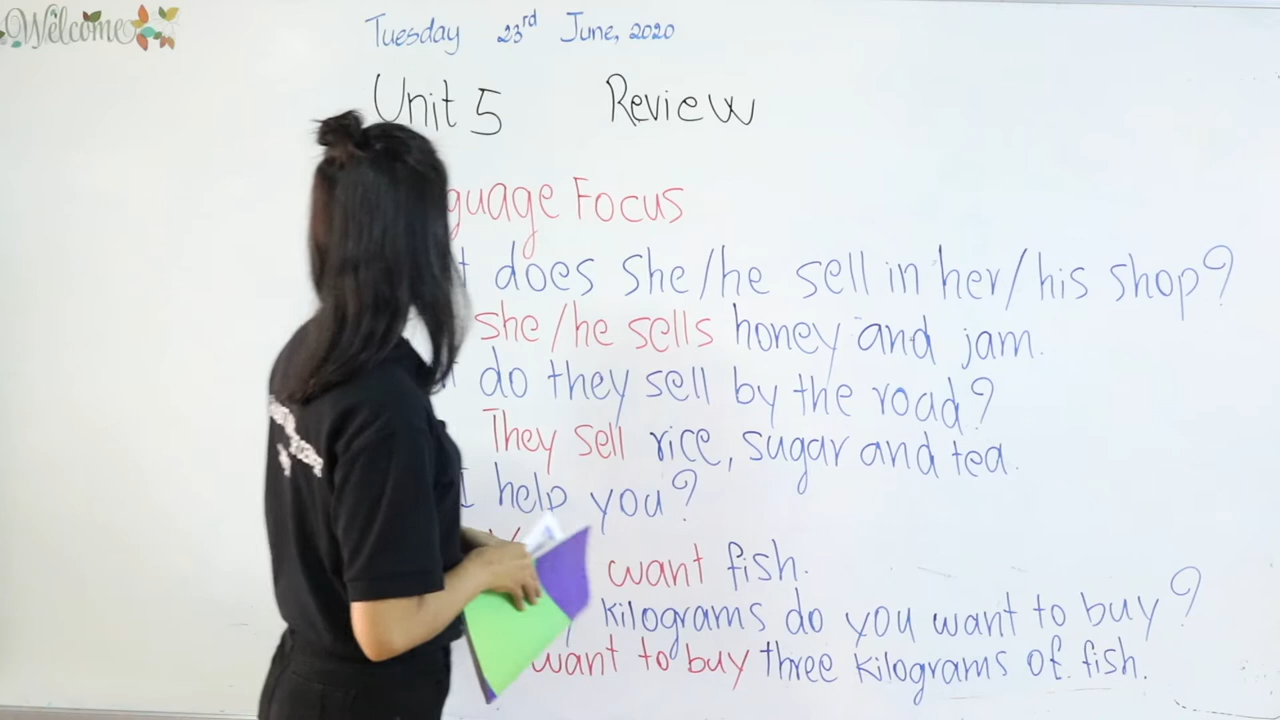 Welcome
Tuesday 23rd June, 2020
Unit 5 Review
guage Focus
t does she/he sell in her/his shop?
she/he sells honey and jam.
do they sell by the road?
They sell rice, sugar and tea.
I help you?
want fish.
kilograms do you want to buy?
want to buy three kilograms of fish.